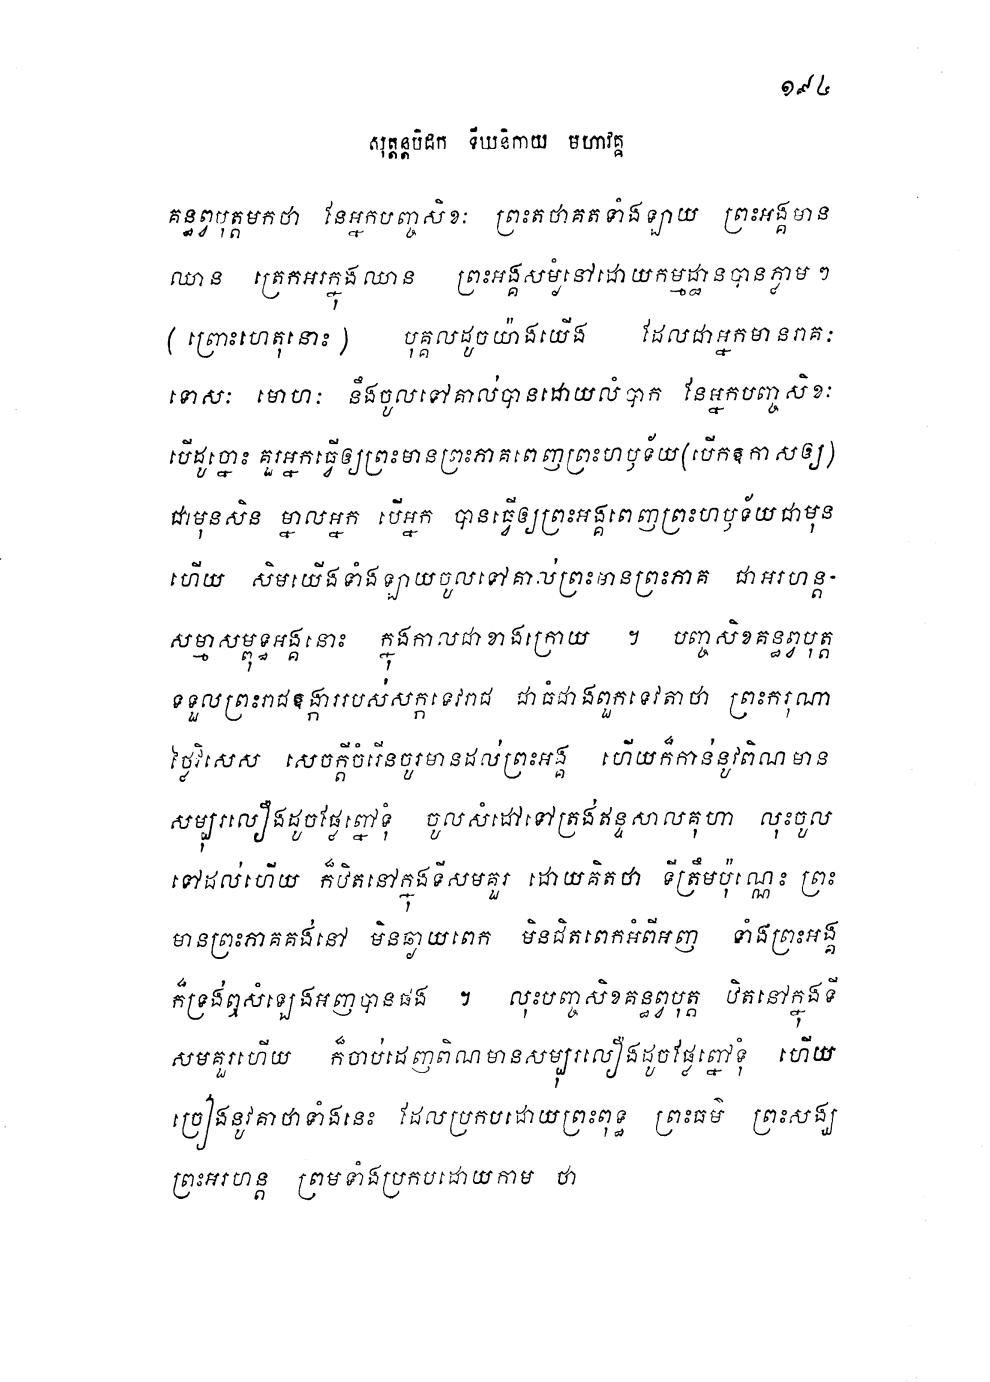 ១៩៤
សុត្តន្តបិដក ទីឃនិកាយ មហាវគ្គ
គន្ធព្វបុត្តមកថា នែអ្នកបញ្ចសិខៈ ព្រះតថាគតទាំងឡាយ ព្រះអង្គមាន
ឈាន ត្រេកអរក្នុងឈាន ព្រះអង្គសម្ងំនៅដោយកម្មដ្ឋានបានភ្លាម ៗ
(ព្រោះហេតុនោះ) បុគ្គលដូចយ៉ាងយើង ដែលជាអ្នកមានរាគៈ
ទោសៈ មោហៈ នឹងចូលទៅគាល់បានដោយលំបាក នែអ្នកបញ្ចសិខៈ
បើដូច្នោះ គួរអ្នកធ្វើឲ្យព្រះមានព្រះភាគពេញព្រះហឫទ័យ(បើកឧកាសឲ្យ)
ជាមុនសិន ម្នាលអ្នក បើអ្នក បានធ្វើឲ្យព្រះអង្គពេញព្រះហឫទ័យជាមុន
ហើយ សិមយើងទាំងឡាយចូលទៅគាល់ព្រះមានព្រះភាគ ជាអរហន្ត-
សម្មាសម្ពុទ្ធអង្គនោះ ក្នុងកាលជាខាងក្រោយ ។ បញ្ចសិខគន្ធព្វបុត្ត
ទទួលព្រះរាជឧង្ការរបស់សក្កទេវរាជ ជាធំជាងពួកទេវតាថា ព្រះករុណា
ថ្លៃវិសេស សេចក្តីចំរើនចូរមានដល់ព្រះអង្គ ហើយក៏កាន់នូវពិណមាន
សម្បុរលឿងដូចផ្លែព្នៅទុំ ចូលសំដៅទៅត្រង់ឥន្ទសាលគុហា លុះចូល
ទៅដល់ហើយ ក៏ឋិតនៅក្នុងទីសមគួរ ដោយគិតថា ទីត្រឹមប៉ុណ្ណេះ ព្រះ
មានព្រះភាគគង់នៅ មិនឆ្ងាយពេក មិនជិតពេកអំពីអញ ទាំងព្រះអង្គ
ក៏ទ្រង់ឮសំឡេងអញបានផង ។ លុះបញ្ចសិខគន្ធព្វបុត្ត ឋិតនៅក្នុងទី
សមគួរហើយ ក៏ចាប់ដេញពិណមានសម្បុរលឿងដូចផ្លែព្នៅទុំ ហើយ
ច្រៀងនូវគាថាទាំងនេះ ដែលប្រកបដោយព្រះពុទ្ធ ព្រះធម៌ ព្រះសង្ឃ
ព្រះអរហន្ត ព្រមទាំងប្រកបដោយកាម ថា